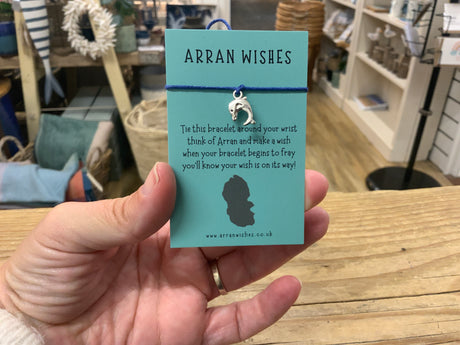 ARRAN WISHES
Tie this bracelet around your wrist
think of Arran and make a wish
when your bracelet begins to fray
you'll know your wish is on its way!
www.arranwishes.co.uk